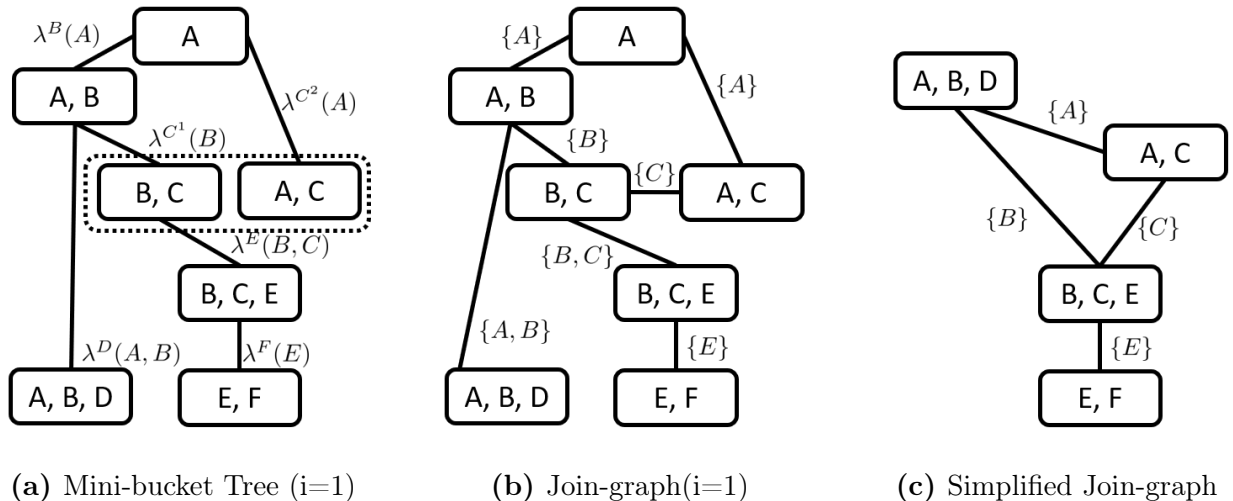 A
λ^B(A)
A, B
λ^{C^2}(A)
λ^{C^1}(B)
B, C
A, C
λ^E(B, C)
B, C, E
λ^D(A, B)
λ^F(E)
A, B, D
E, F
(a) Mini-bucket Tree (i=1)
A
{A}
A, B
{A}
{B}
B, C
{C}
A, C
{B, C}
B, C, E
{A, B}
{E}
A, B, D
E, F
(b) Join-graph(i=1)
A, B, D
{A}
A, C
{B}
{C}
B, C, E
{E}
E, F
(c) Simplified Join-graph